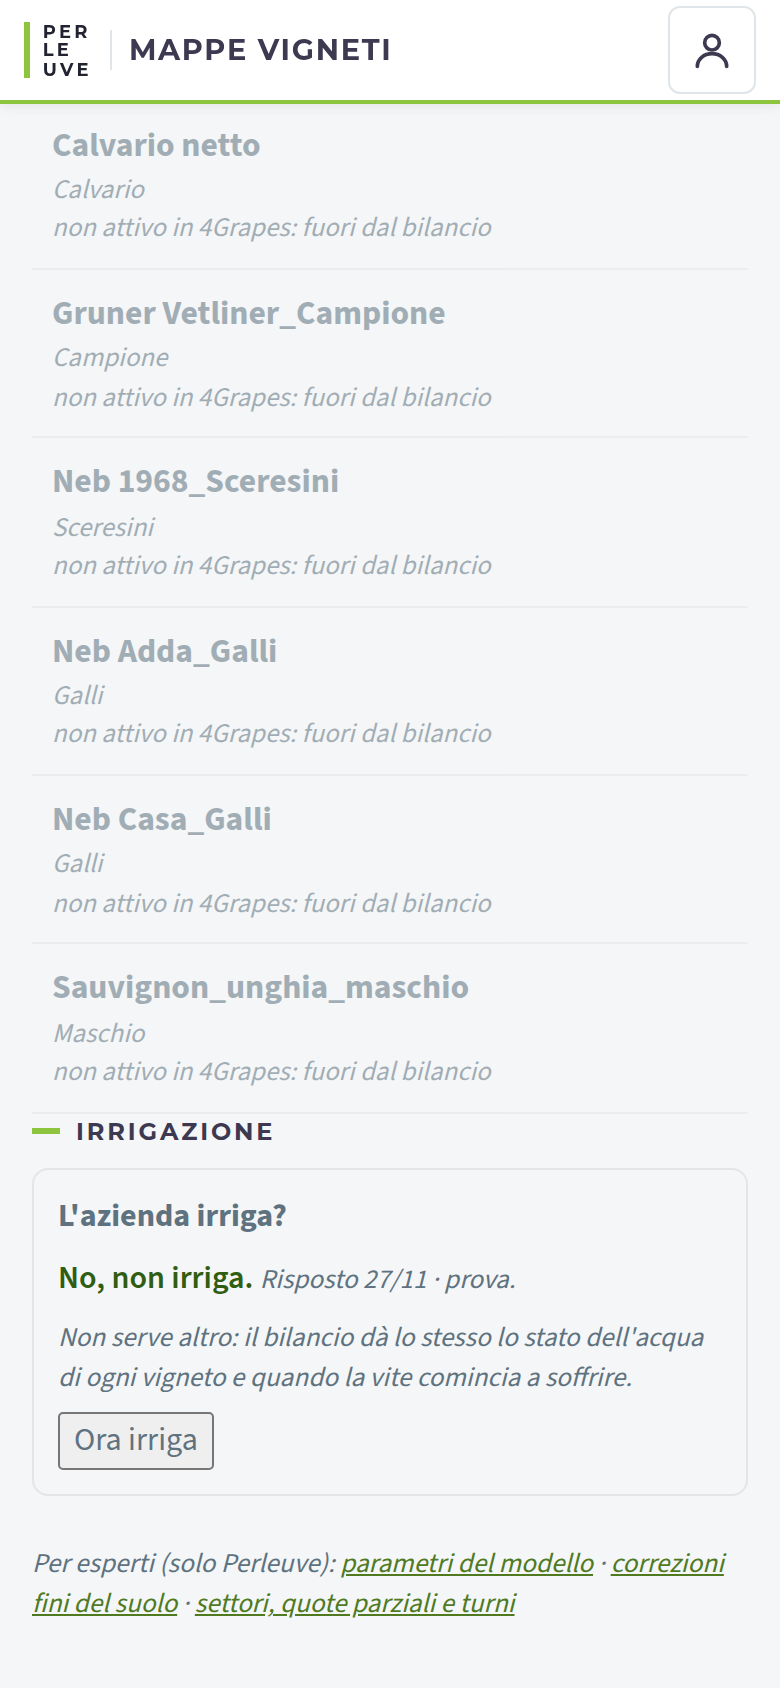 PER
LE
UVE
MAPPE VIGNETI
Calvario netto
Calvario
non attivo in 4Grapes: fuori dal bilancio
Gruner Vetliner_Campione
Campione
non attivo in 4Grapes: fuori dal bilancio
Neb 1968_Sceresini
Sceresini
non attivo in 4Grapes: fuori dal bilancio
Neb Adda_Galli
Galli
non attivo in 4Grapes: fuori dal bilancio
Neb Casa_Galli
Galli
non attivo in 4Grapes: fuori dal bilancio
Sauvignon_unghia_maschio
Maschio
non attivo in 4Grapes: fuori dal bilancio
IRRIGAZIONE
L'azienda irriga?
No, non irriga. Risposto 27/11 · prova.
Non serve altro: il bilancio dà lo stesso lo stato dell'acqua
di ogni vigneto e quando la vite comincia a soffrire.
Ora irriga
Per esperti (solo Perleuve): parametri del modello · correzioni
fini del suolo · settori, quote parziali e turni